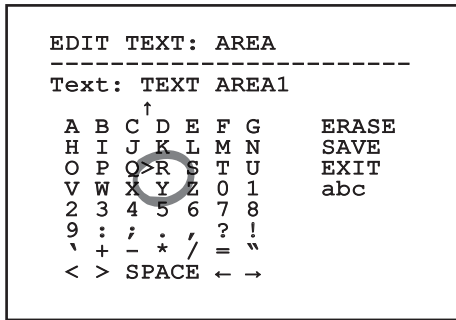 EDIT TEXT: AREA
-------------------------
Text: TEXT AREA1
↑
A B C D E F G ERASE
H I J K L M N SAVE
O P Q>R S T U EXIT
V W X Y Z 0 1 abc
2 3 4 5 6 7 8
9 : ; . , ? !
‘ + - * / = “
< > SPACE ← →